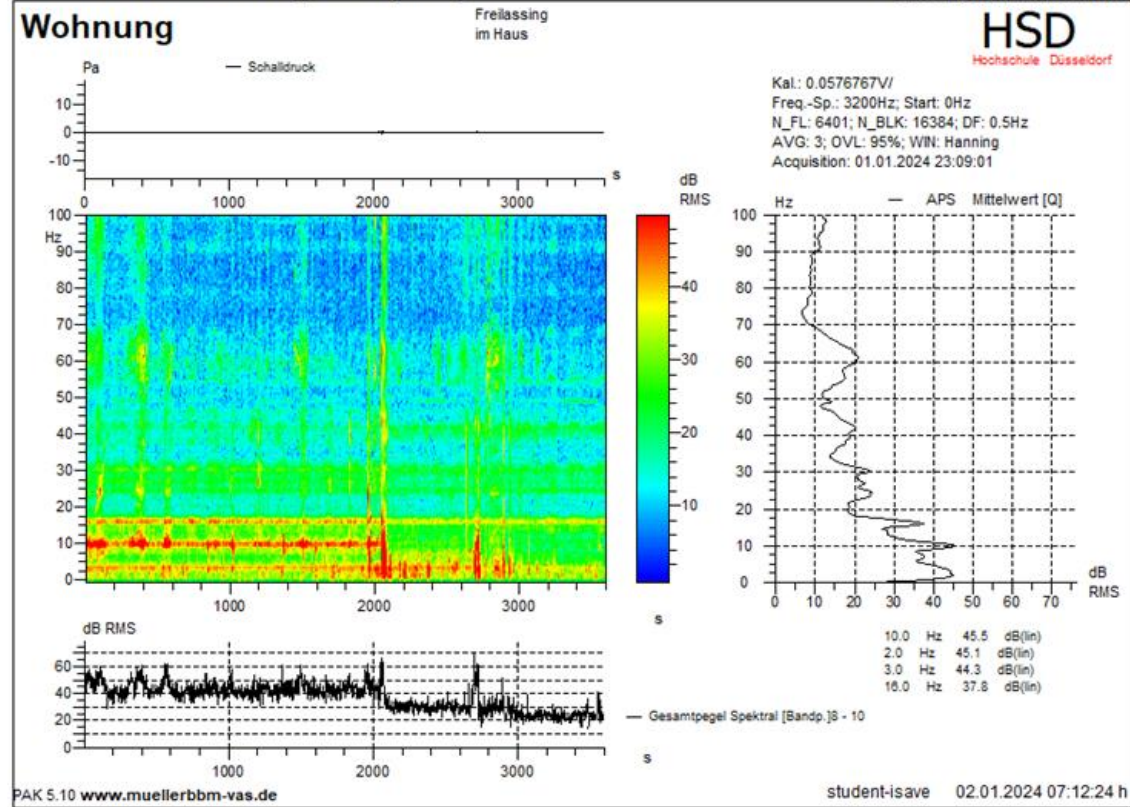 Wohnung
Freilassing
im Haus
HSD
Hochschule Düsseldorf
Pa
— Schalldruck
10
0
-10
1000 2000 3000
s
Kal.: 0.0576767V/
Freq.-Sp.: 3200Hz; Start: 0Hz
N_FL: 6401; N_BLK: 16384; DF: 0.5Hz
AVG: 3; OVL: 95%; WIN: Hanning
Acquisition: 01.01.2024 23:09:01
100
Hz
90
80
70
60
50
40
30
20
10
0
1000 2000 3000
s
dB
RMS
40
30
20
10
Hz — APS Mittelwert [Q]
100
90
80
70
60
50
40
30
20
10
0
0 10 20 30 40 50 60 70
dB
RMS
10.0 Hz 45.5 dB(lin)
2.0 Hz 45.1 dB(lin)
3.0 Hz 44.3 dB(lin)
16.0 Hz 37.8 dB(lin)
dB RMS
60
40
20
0
1000 2000 3000
s
— Gesamtpegel Spektral [Bandp.]8 - 10
PAK 5.10 www.muellerbbm-vas.de
student-isave 02.01.2024 07:12:24 h